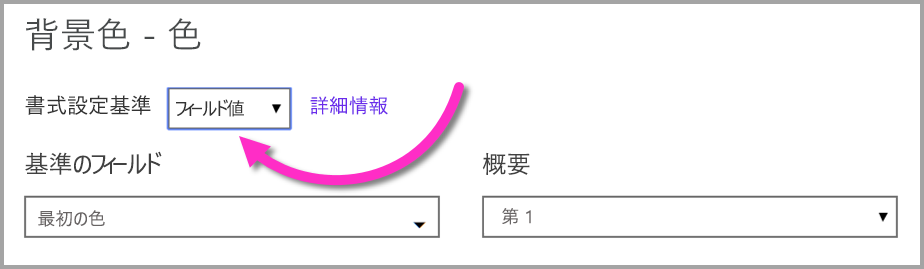 背景色 - 色
書式設定基準 フィールド値 詳細情報
基準のフィールド 概要
最初の色 第 1